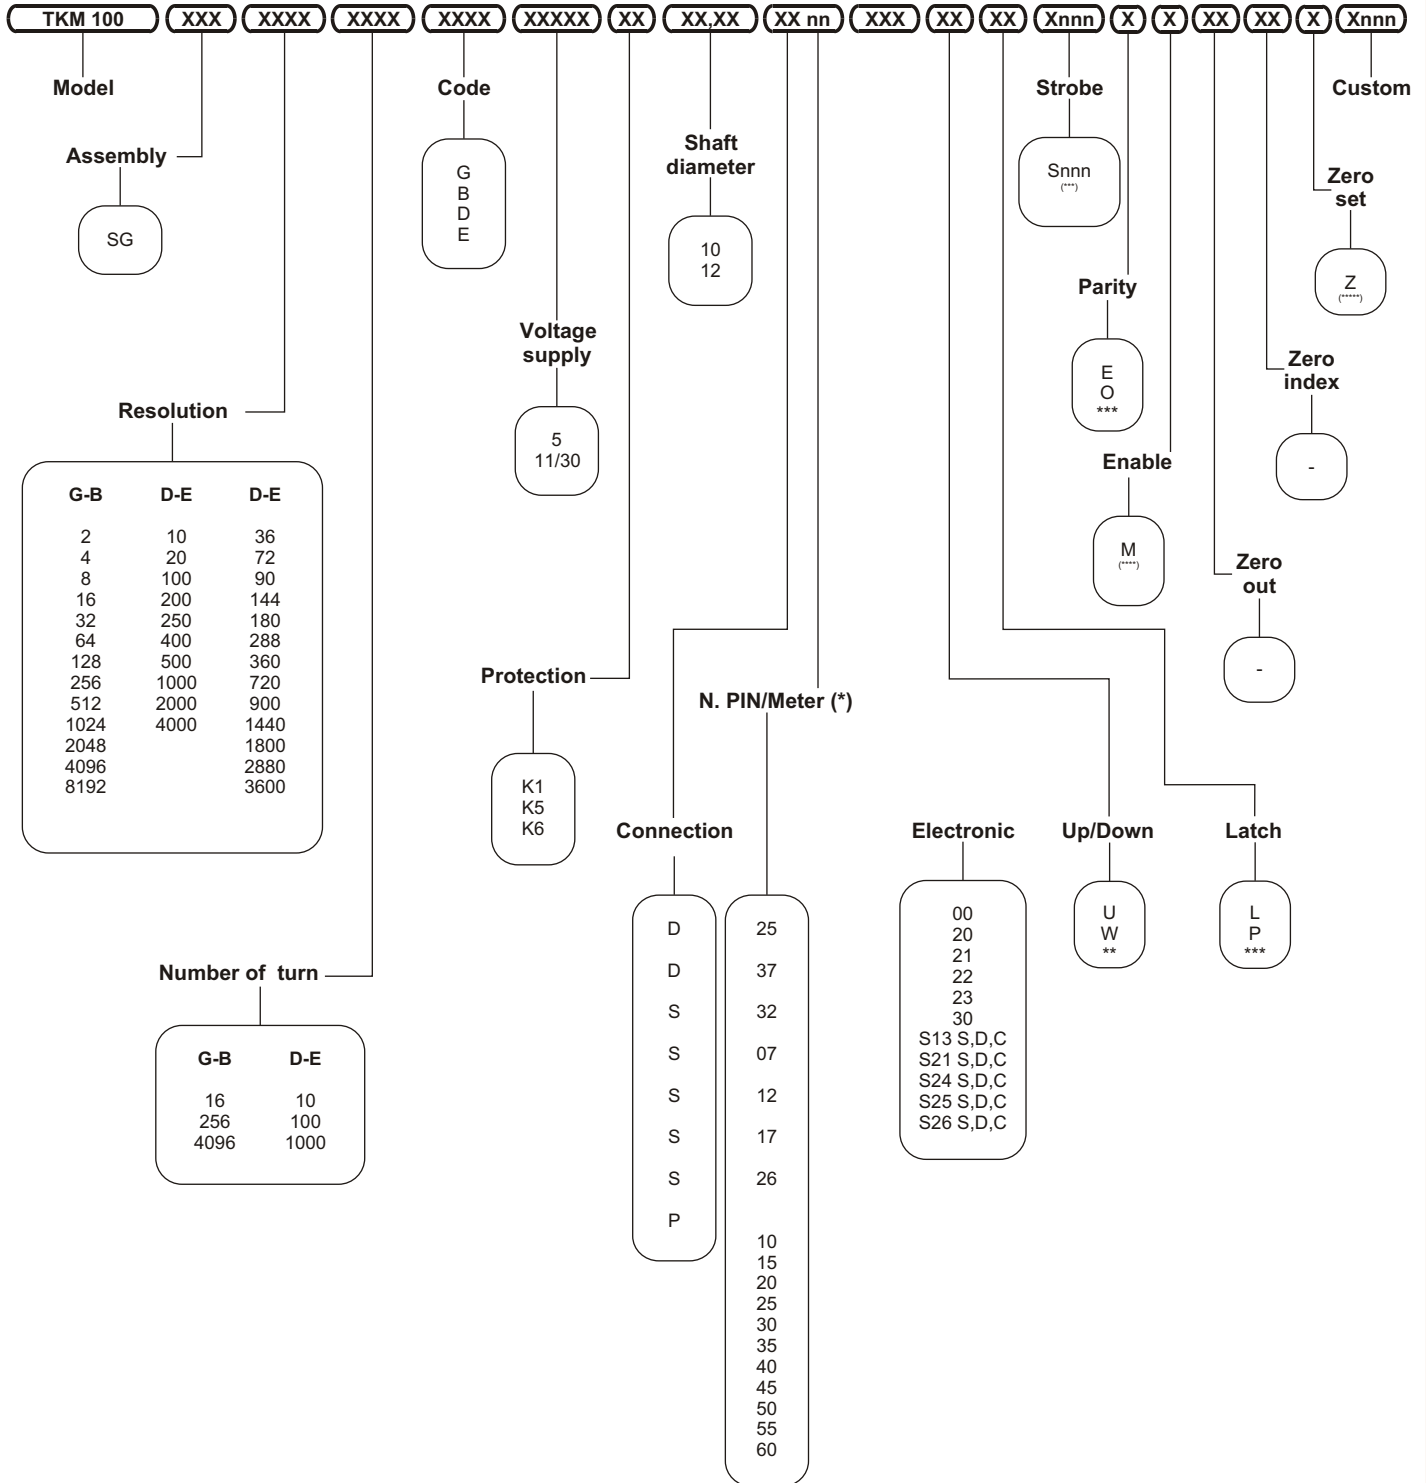 TKM 100 XXX XXXX XXXX XXXX XXXXX XX XX,XX XX nn XXX XX XX Xnnn X X XX XX X Xnnn
Model
Assembly
SG
Resolution
G-B D-E D-E
2 10 36
4 20 72
8 100 90
16 200 144
32 250 180
64 400 288
128 500 360
256 1000 720
512 2000 900
1024 4000 1440
2048 1800
4096 2880
8192 3600
Number of turn
G-B D-E
16 10
256 100
4096 1000
Code
G
B
D
E
Voltage
supply
5
11/30
Protection
K1
K5
K6
Shaft
diameter
10
12
Connection
D
D
S
S
S
S
S
P
N. PIN/Meter (*)
25
37
32
07
12
17
26
10
15
20
25
30
35
40
45
50
55
60
Electronic
00
20
21
22
23
30
S13 S,D,C
S21 S,D,C
S24 S,D,C
S25 S,D,C
S26 S,D,C
Up/Down
U
W
**
Latch
L
P
***
Strobe
Snnn
(***)
Parity
E
O
***
Enable
M
(****)
Zero
out
-
Zero
index
-
Zero
set
Z
(*****)
Custom